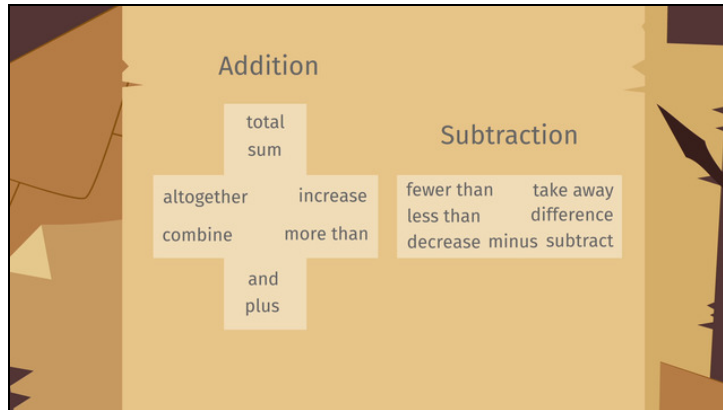 Addition
total
sum
altogether increase
combine more than
and
plus
Subtraction
fewer than take away
less than difference
decrease minus subtract